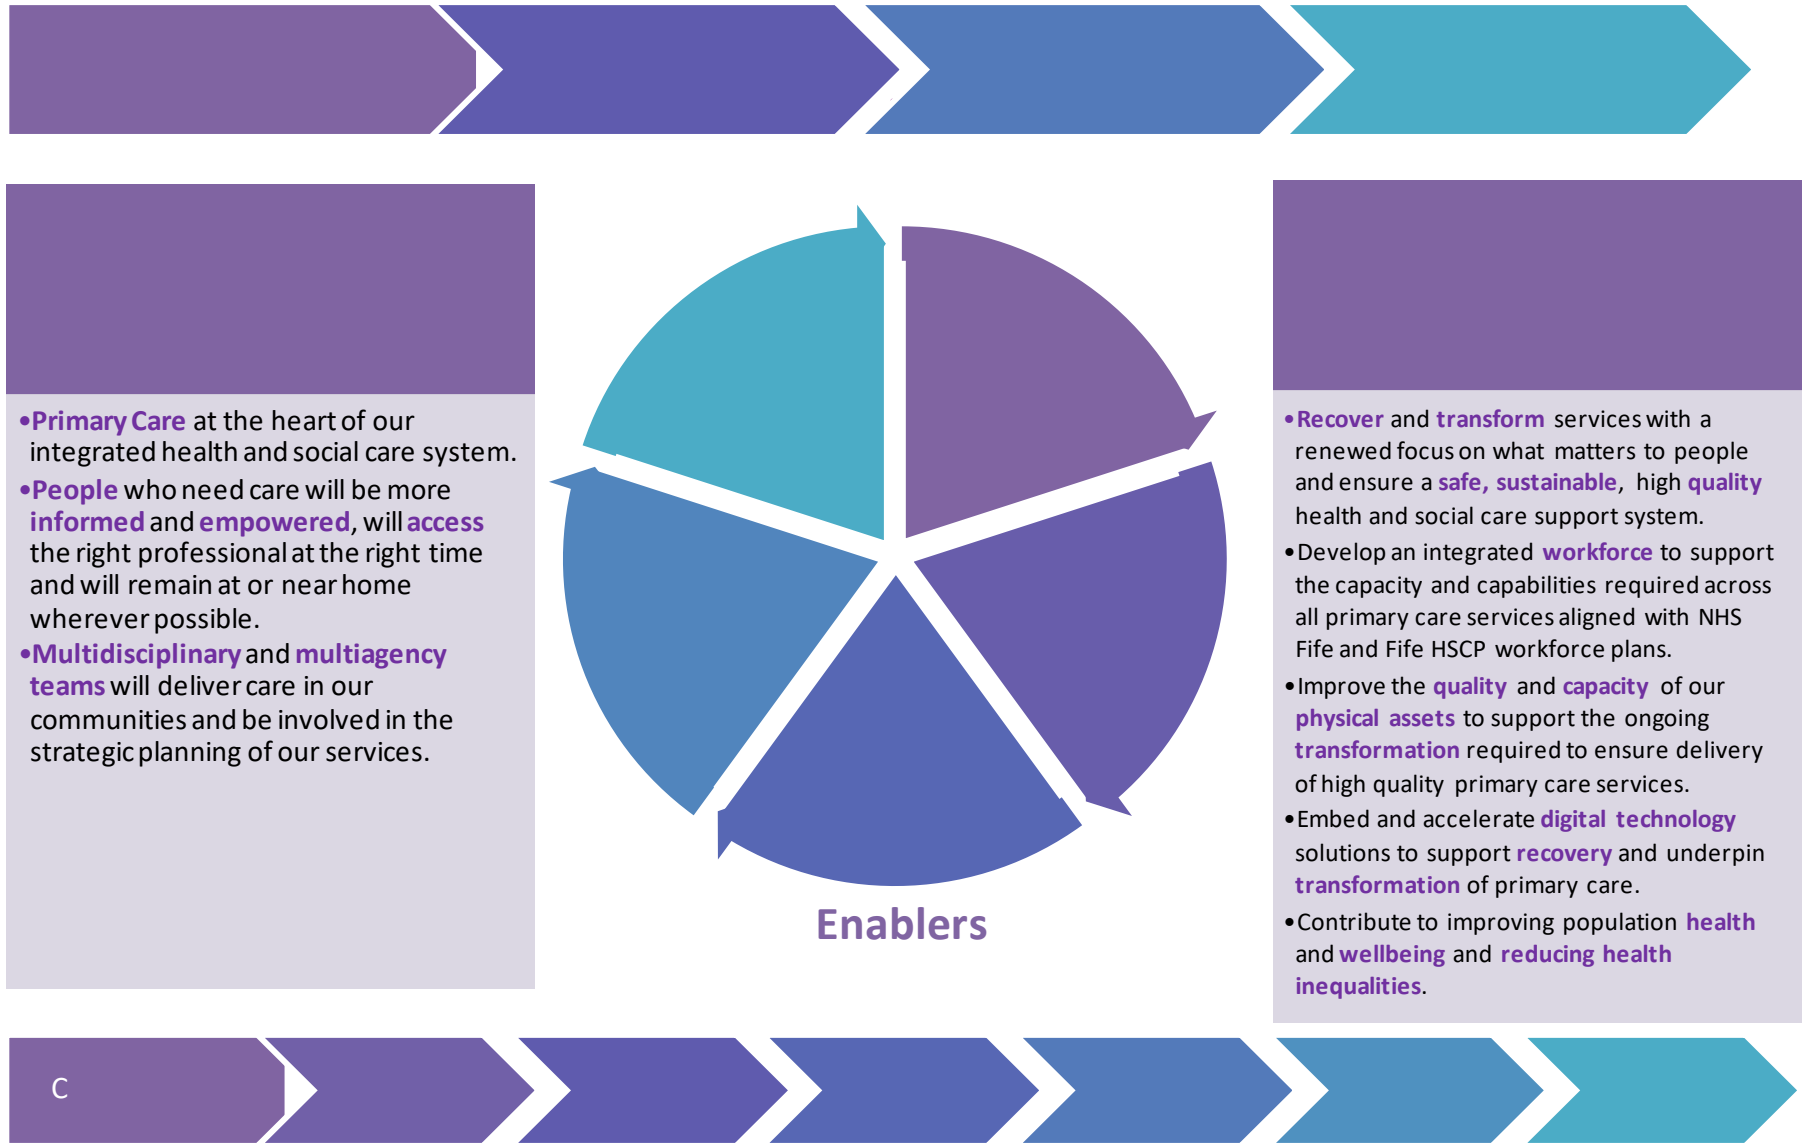 •Primary Care at the heart of our
integrated health and social care system.
•People who need care will be more
informed and empowered, will access
the right professional at the right time
and will remain at or near home
wherever possible.
•Multidisciplinary and multiagency
teams will deliver care in our
communities and be involved in the
strategic planning of our services.
Enablers
•Recover and transform services with a
renewed focus on what matters to people
and ensure a safe, sustainable, high quality
health and social care support system.
•Develop an integrated workforce to support
the capacity and capabilities required across
all primary care services aligned with NHS
Fife and Fife HSCP workforce plans.
•Improve the quality and capacity of our
physical assets to support the ongoing
transformation required to ensure delivery
of high quality primary care services.
•Embed and accelerate digital technology
solutions to support recovery and underpin
transformation of primary care.
•Contribute to improving population health
and wellbeing and reducing health
inequalities.
C